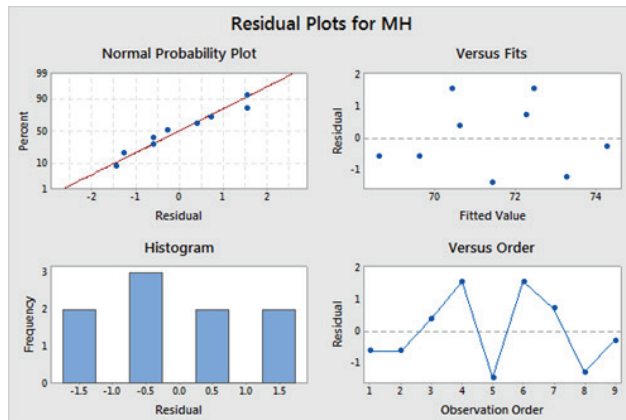 Residual Plots for MH
Normal Probability Plot
Percent
99
90
50
10
1
-2 -1 0 1 2
Residual
Versus Fits
Residual
2
1
0
-1
70 72 74
Fitted Value
Histogram
Frequency
3
2
1
0
-1.5 -1.0 -0.5 0.0 0.5 1.0 1.5
Residual
Versus Order
Residual
2
1
0
-1
1 2 3 4 5 6 7 8 9
Observation Order